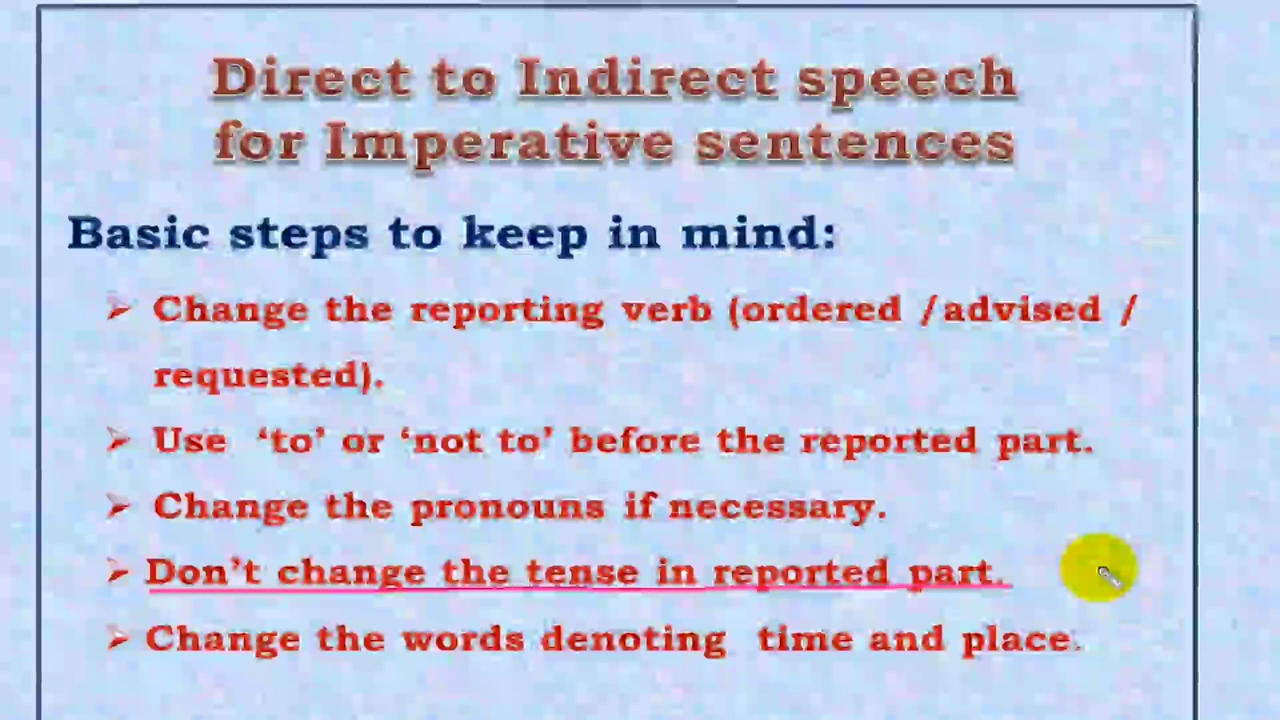 Direct to Indirect speech
for Imperative sentences
Basic steps to keep in mind:
➢ Change the reporting verb (ordered /advised /
requested).
➢ Use ‘to’ or ‘not to’ before the reported part.
➢ Change the pronouns if necessary.
➢ Don’t change the tense in reported part.
➢ Change the words denoting time and place.